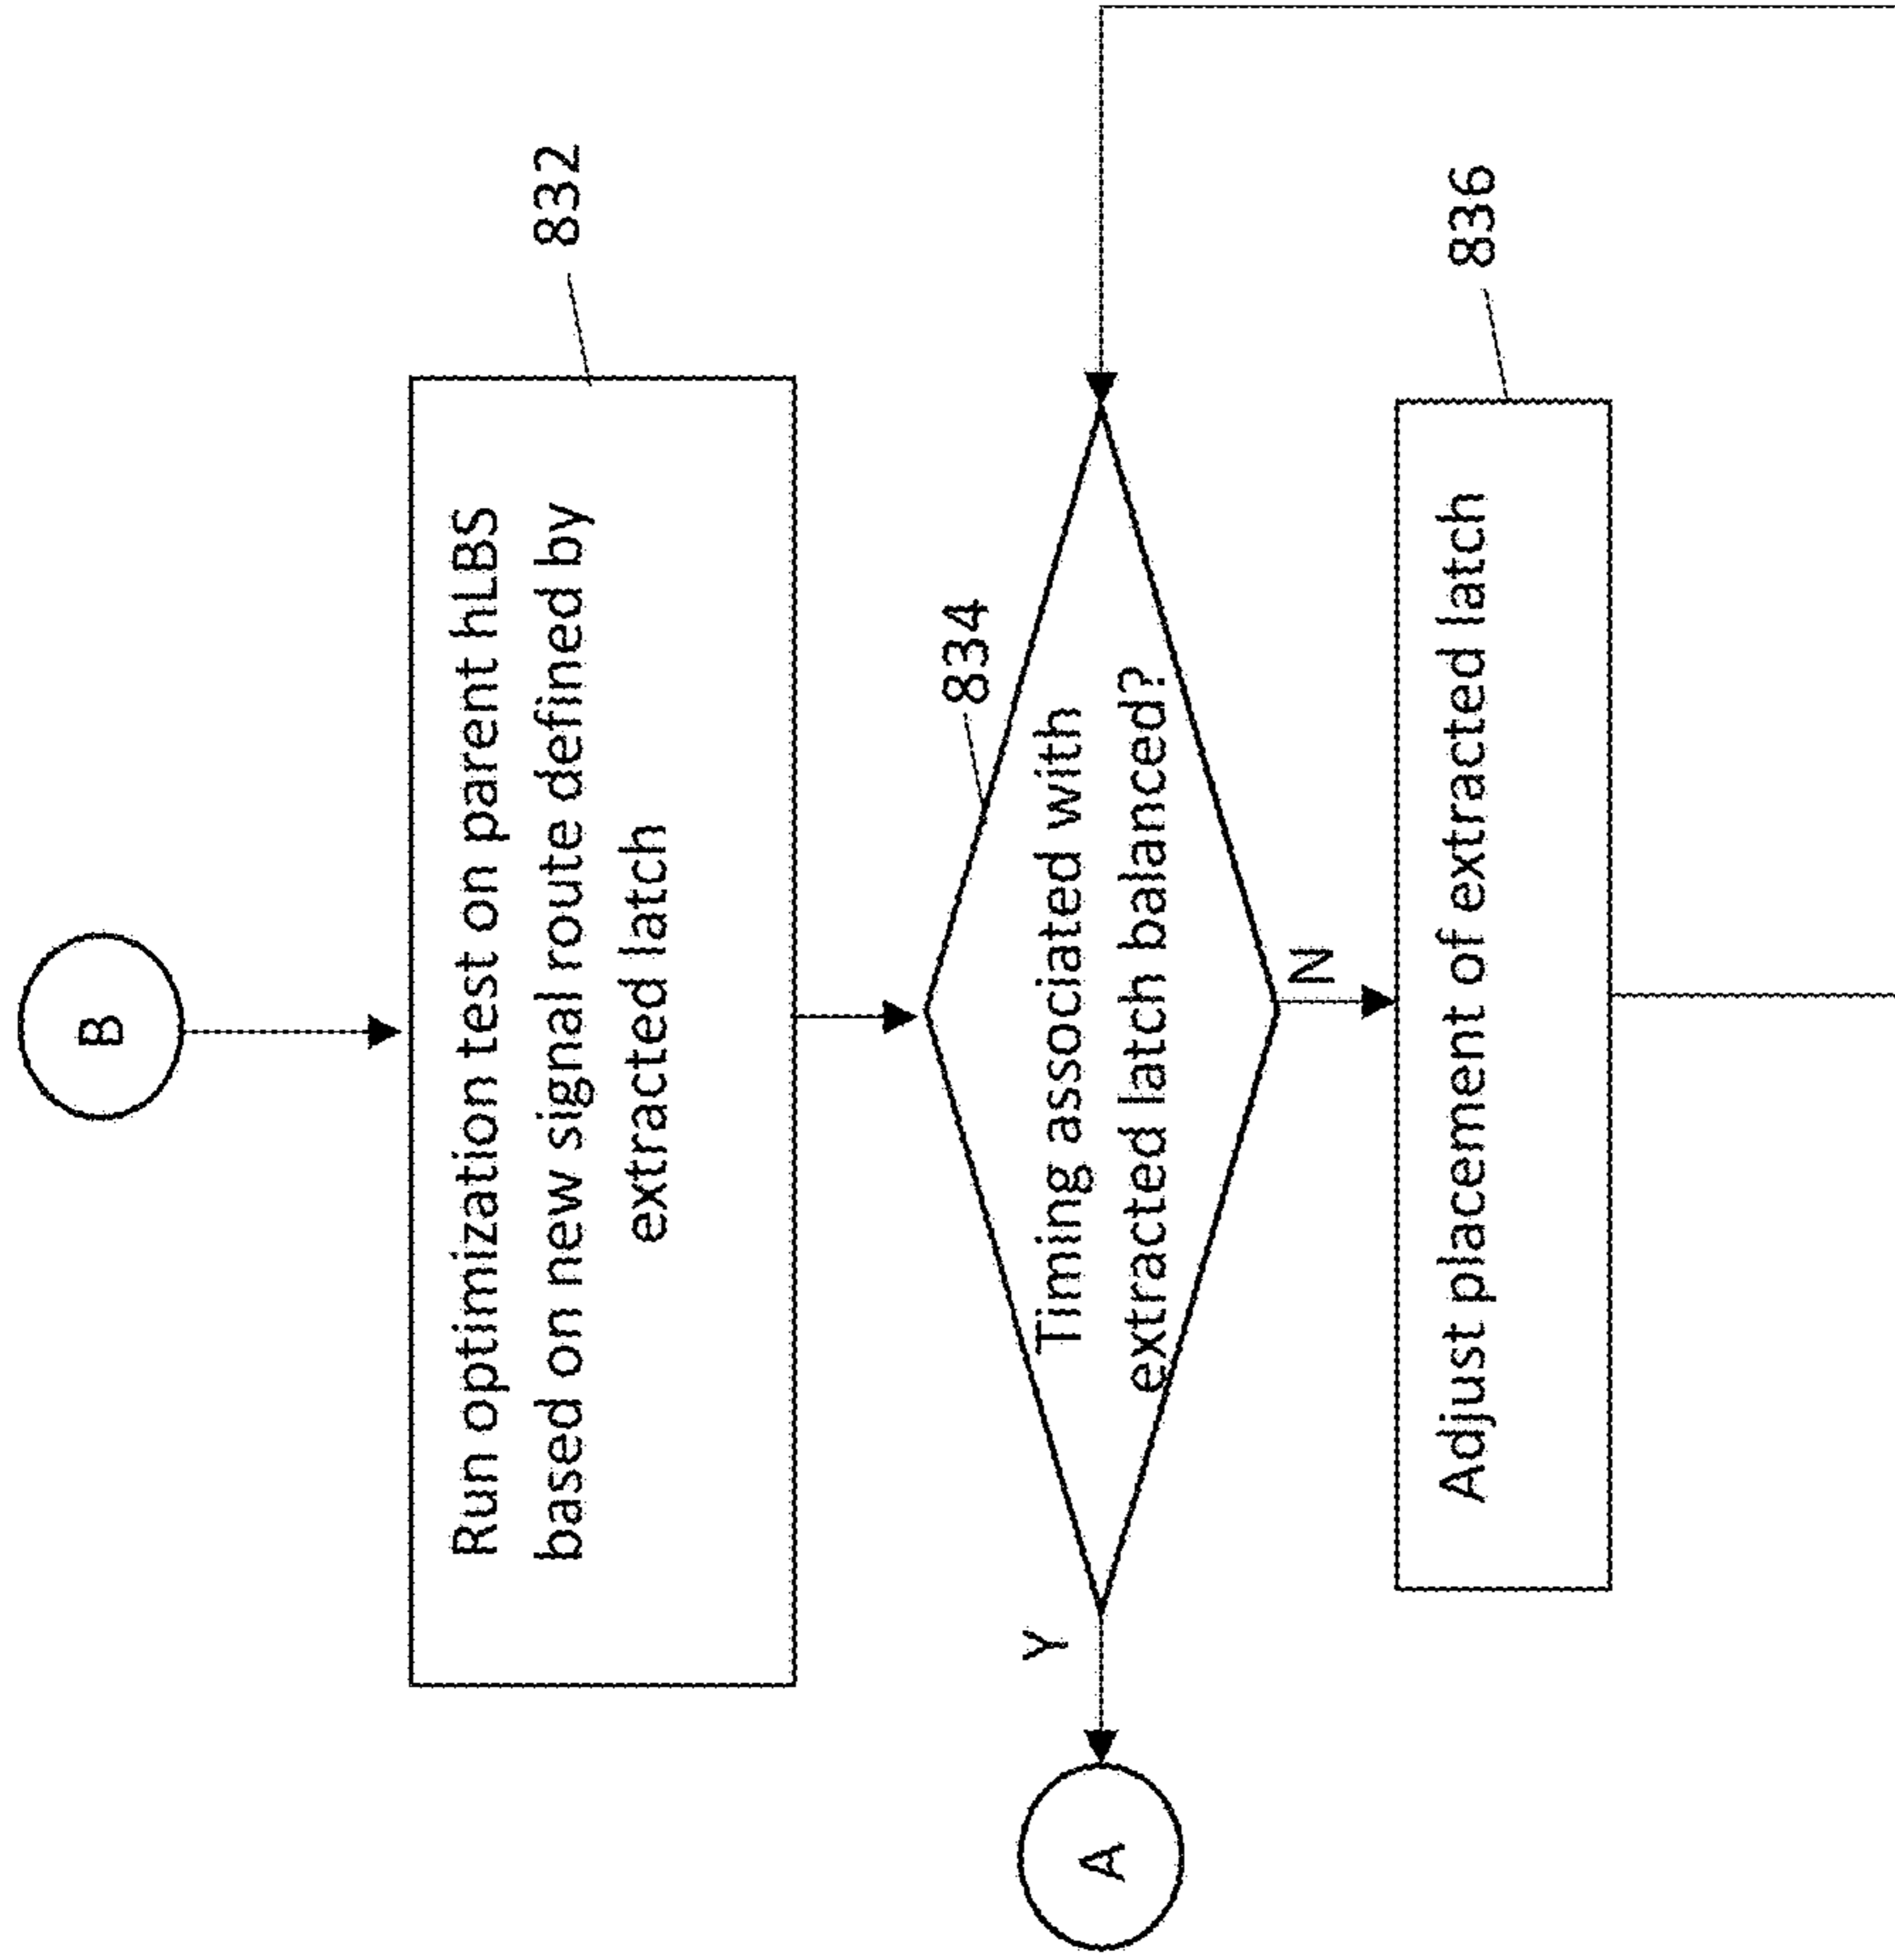 B
Run optimization test on parent hLBS
based on new signal route defined by
extracted latch
832
834
Timing associated with
extracted latch balanced?
Y
A
N
Adjust placement of extracted latch
836